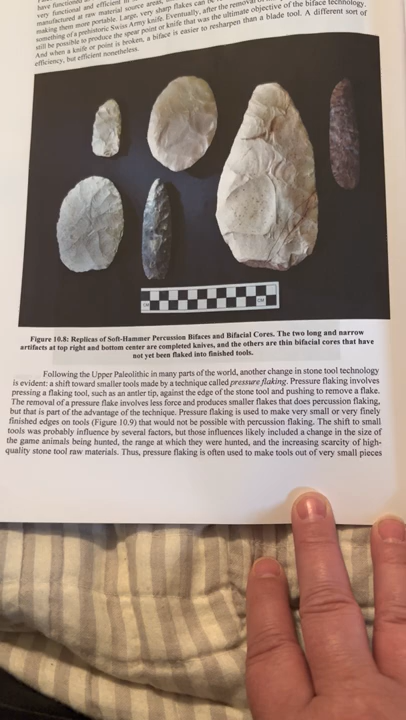 have functioned
very functional and efficient in
manufactured at raw material source areas,
making them more portable. Large, very sharp flakes can be
something of a prehistoric Swiss Army knife. Eventually, after the removal of
still be possible to produce the spear point or knife that was the ultimate objective of the biface technology.
And when a knife or point is broken, a biface is easier to resharpen than a blade tool. A different sort of
efficiency, but efficient nonetheless.
Figure 10.8: Replicas of Soft-Hammer Percussion Bifaces and Bifacial Cores. The two long and narrow
artifacts at top right and bottom center are completed knives, and the others are thin bifacial cores that have
not yet been flaked into finished tools.
Following the Upper Paleolithic in many parts of the world, another change in stone tool technology
is evident: a shift toward smaller tools made by a technique called pressure flaking. Pressure flaking involves
pressing a flaking tool, such as an antler tip, against the edge of the stone tool and pushing to remove a flake.
The removal of a pressure flake involves less force and produces smaller flakes that does percussion flaking,
but that is part of the advantage of the technique. Pressure flaking is used to make very small or very finely
finished edges on tools (Figure 10.9) that would not be possible with percussion flaking. The shift to small
tools was probably influence by several factors, but those influences likely included a change in the size of
the game animals being hunted, the range at which they were hunted, and the increasing scarcity of high-
quality stone tool raw materials. Thus, pressure flaking is often used to make tools out of very small pieces